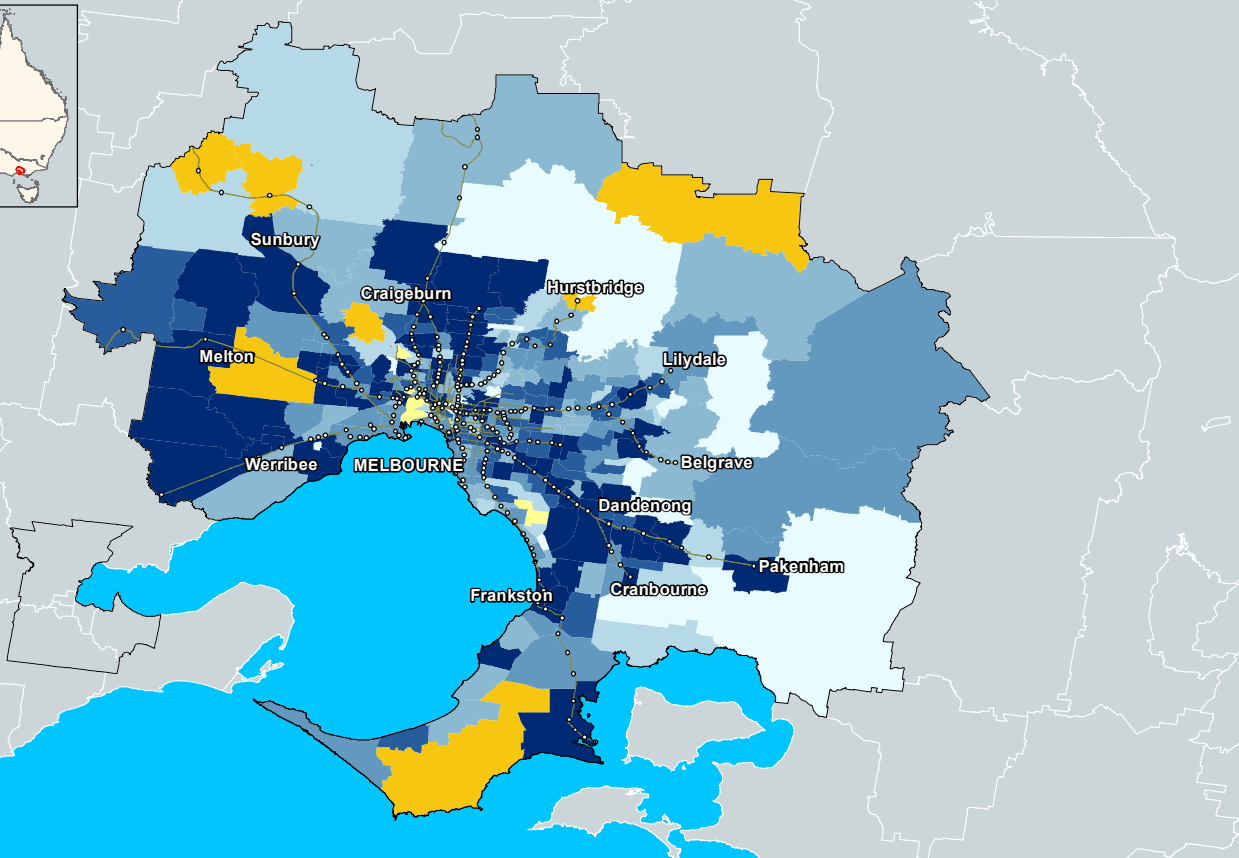 Sunbury
Hurstbridge
Craigeburn
Melton
Lilydale
Werribee
MELBOURNE
Belgrave
Dandenong
Pakenham
Cranbourne
Frankston